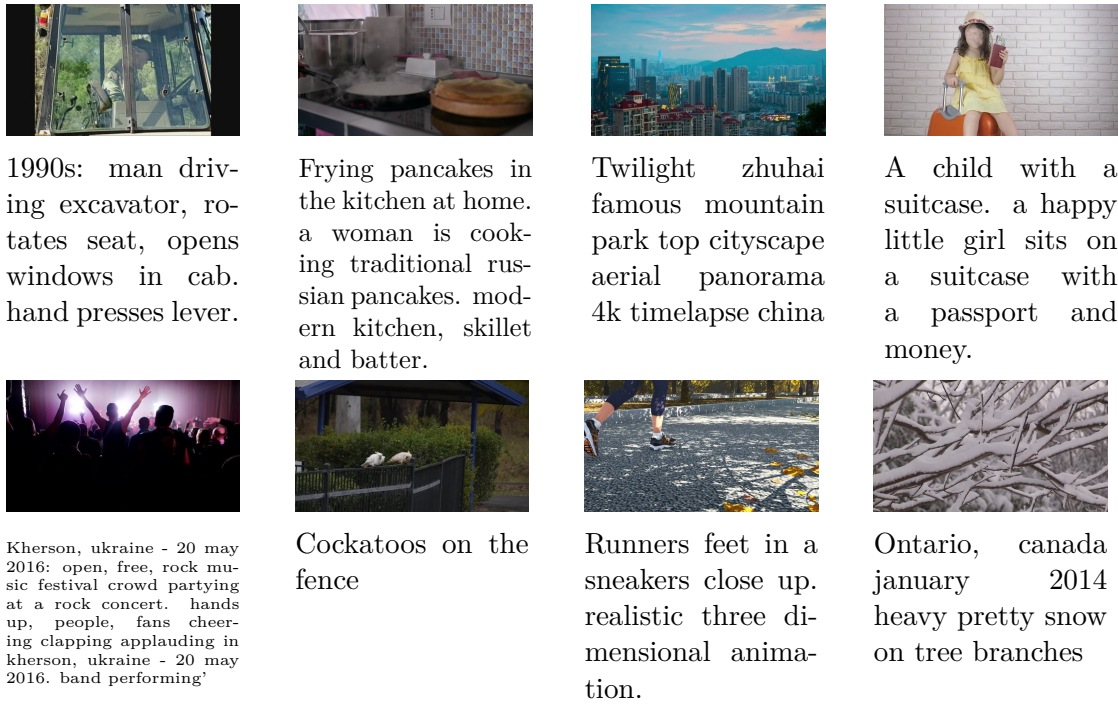 1990s: man driv-
ing excavator, ro-
tates seat, opens
windows in cab.
hand presses lever.
Frying pancakes in
the kitchen at home.
a woman is cook-
ing traditional rus-
sian pancakes. mod-
ern kitchen, skillet
and batter.
Twilight zhuhai
famous mountain
park top cityscape
aerial panorama
4k timelapse china
A child with a
suitcase. a happy
little girl sits on
a suitcase with
a passport and
money.
Kherson, ukraine - 20 may
2016: open, free, rock mu-
sic festival crowd partying
at a rock concert. hands
up, people, fans cheer-
ing clapping applauding in
kherson, ukraine - 20 may
2016. band performing'
Cockatoos on the
fence
Runners feet in a
sneakers close up.
realistic three di-
mensional anima-
tion.
Ontario, canada
january 2014
heavy pretty snow
on tree branches